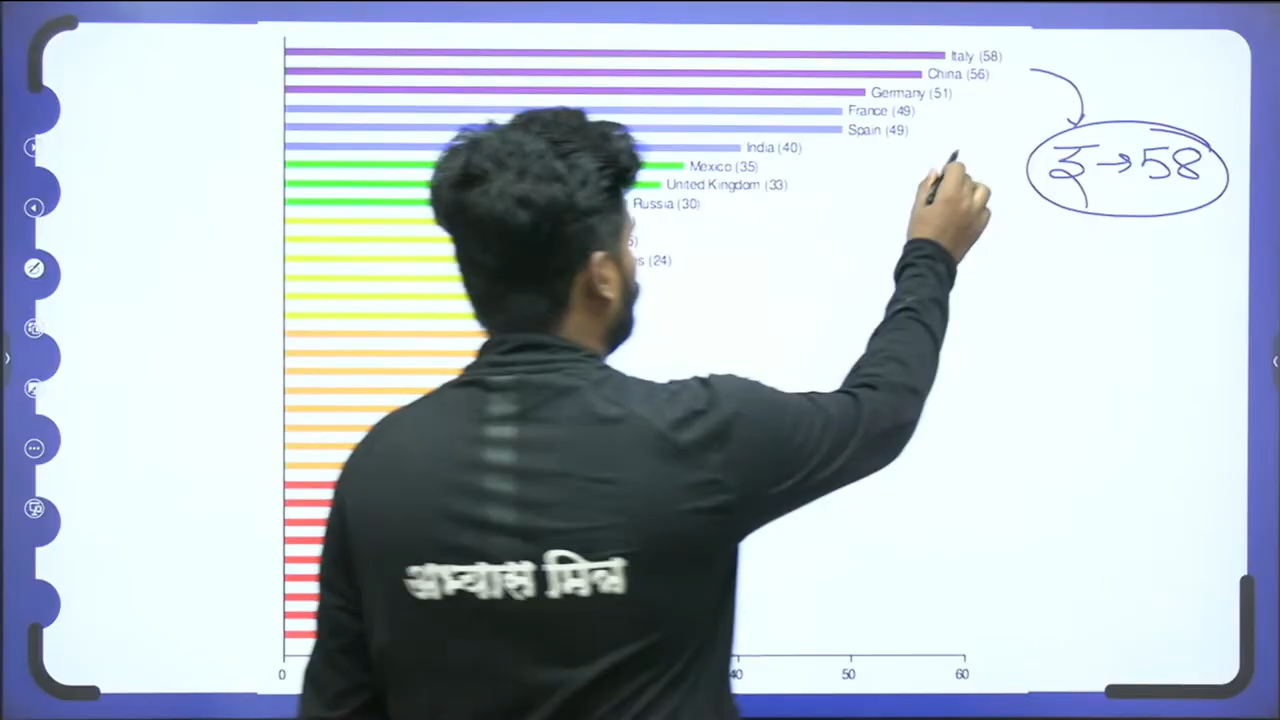 Italy (58)
China (56)
Germany (51)
France (49)
Spain (49)
India (40)
Mexico (35)
United Kingdom (33)
Russia (30)
(24)
→58
अभ्यास मित्रा
0
40
50
60